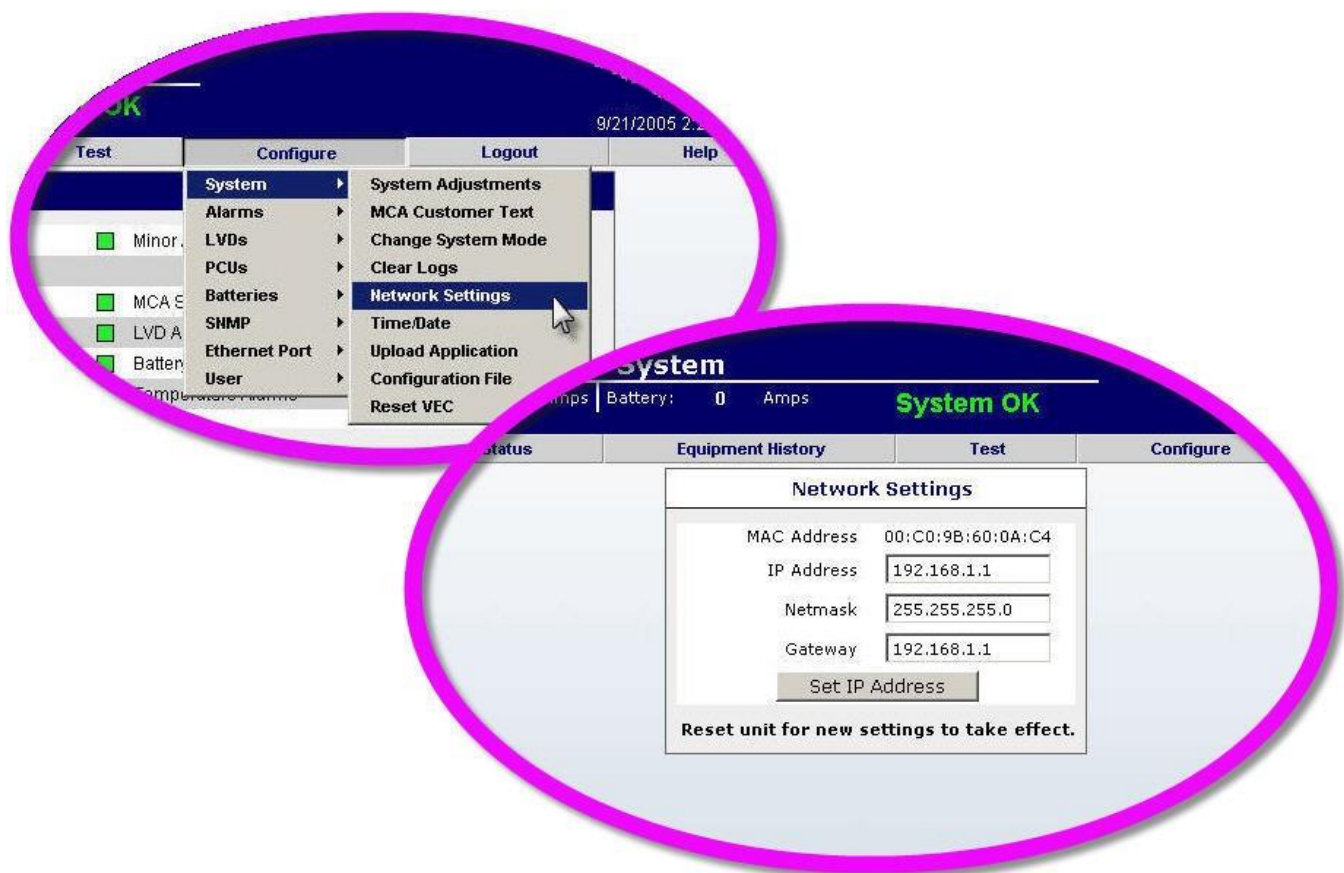 OK
9/21/2005 2:2
Test Configure Logout Help
System System Adjustments
Alarms MCA Customer Text
Minor LVDs Change System Mode
PCUs Clear Logs
MCA S Batteries Network Settings
LVD A SNMP Time/Date
Battery Ethernet Port Upload Application
User Configuration File
Temperature Alarms Reset VEC
System
Amps Battery: 0 Amps System OK
Status Equipment History Test Configure
Network Settings
MAC Address 00:C0:9B:60:0A:C4
IP Address 192.168.1.1
Netmask 255.255.255.0
Gateway 192.168.1.1
Set IP Address
Reset unit for new settings to take effect.